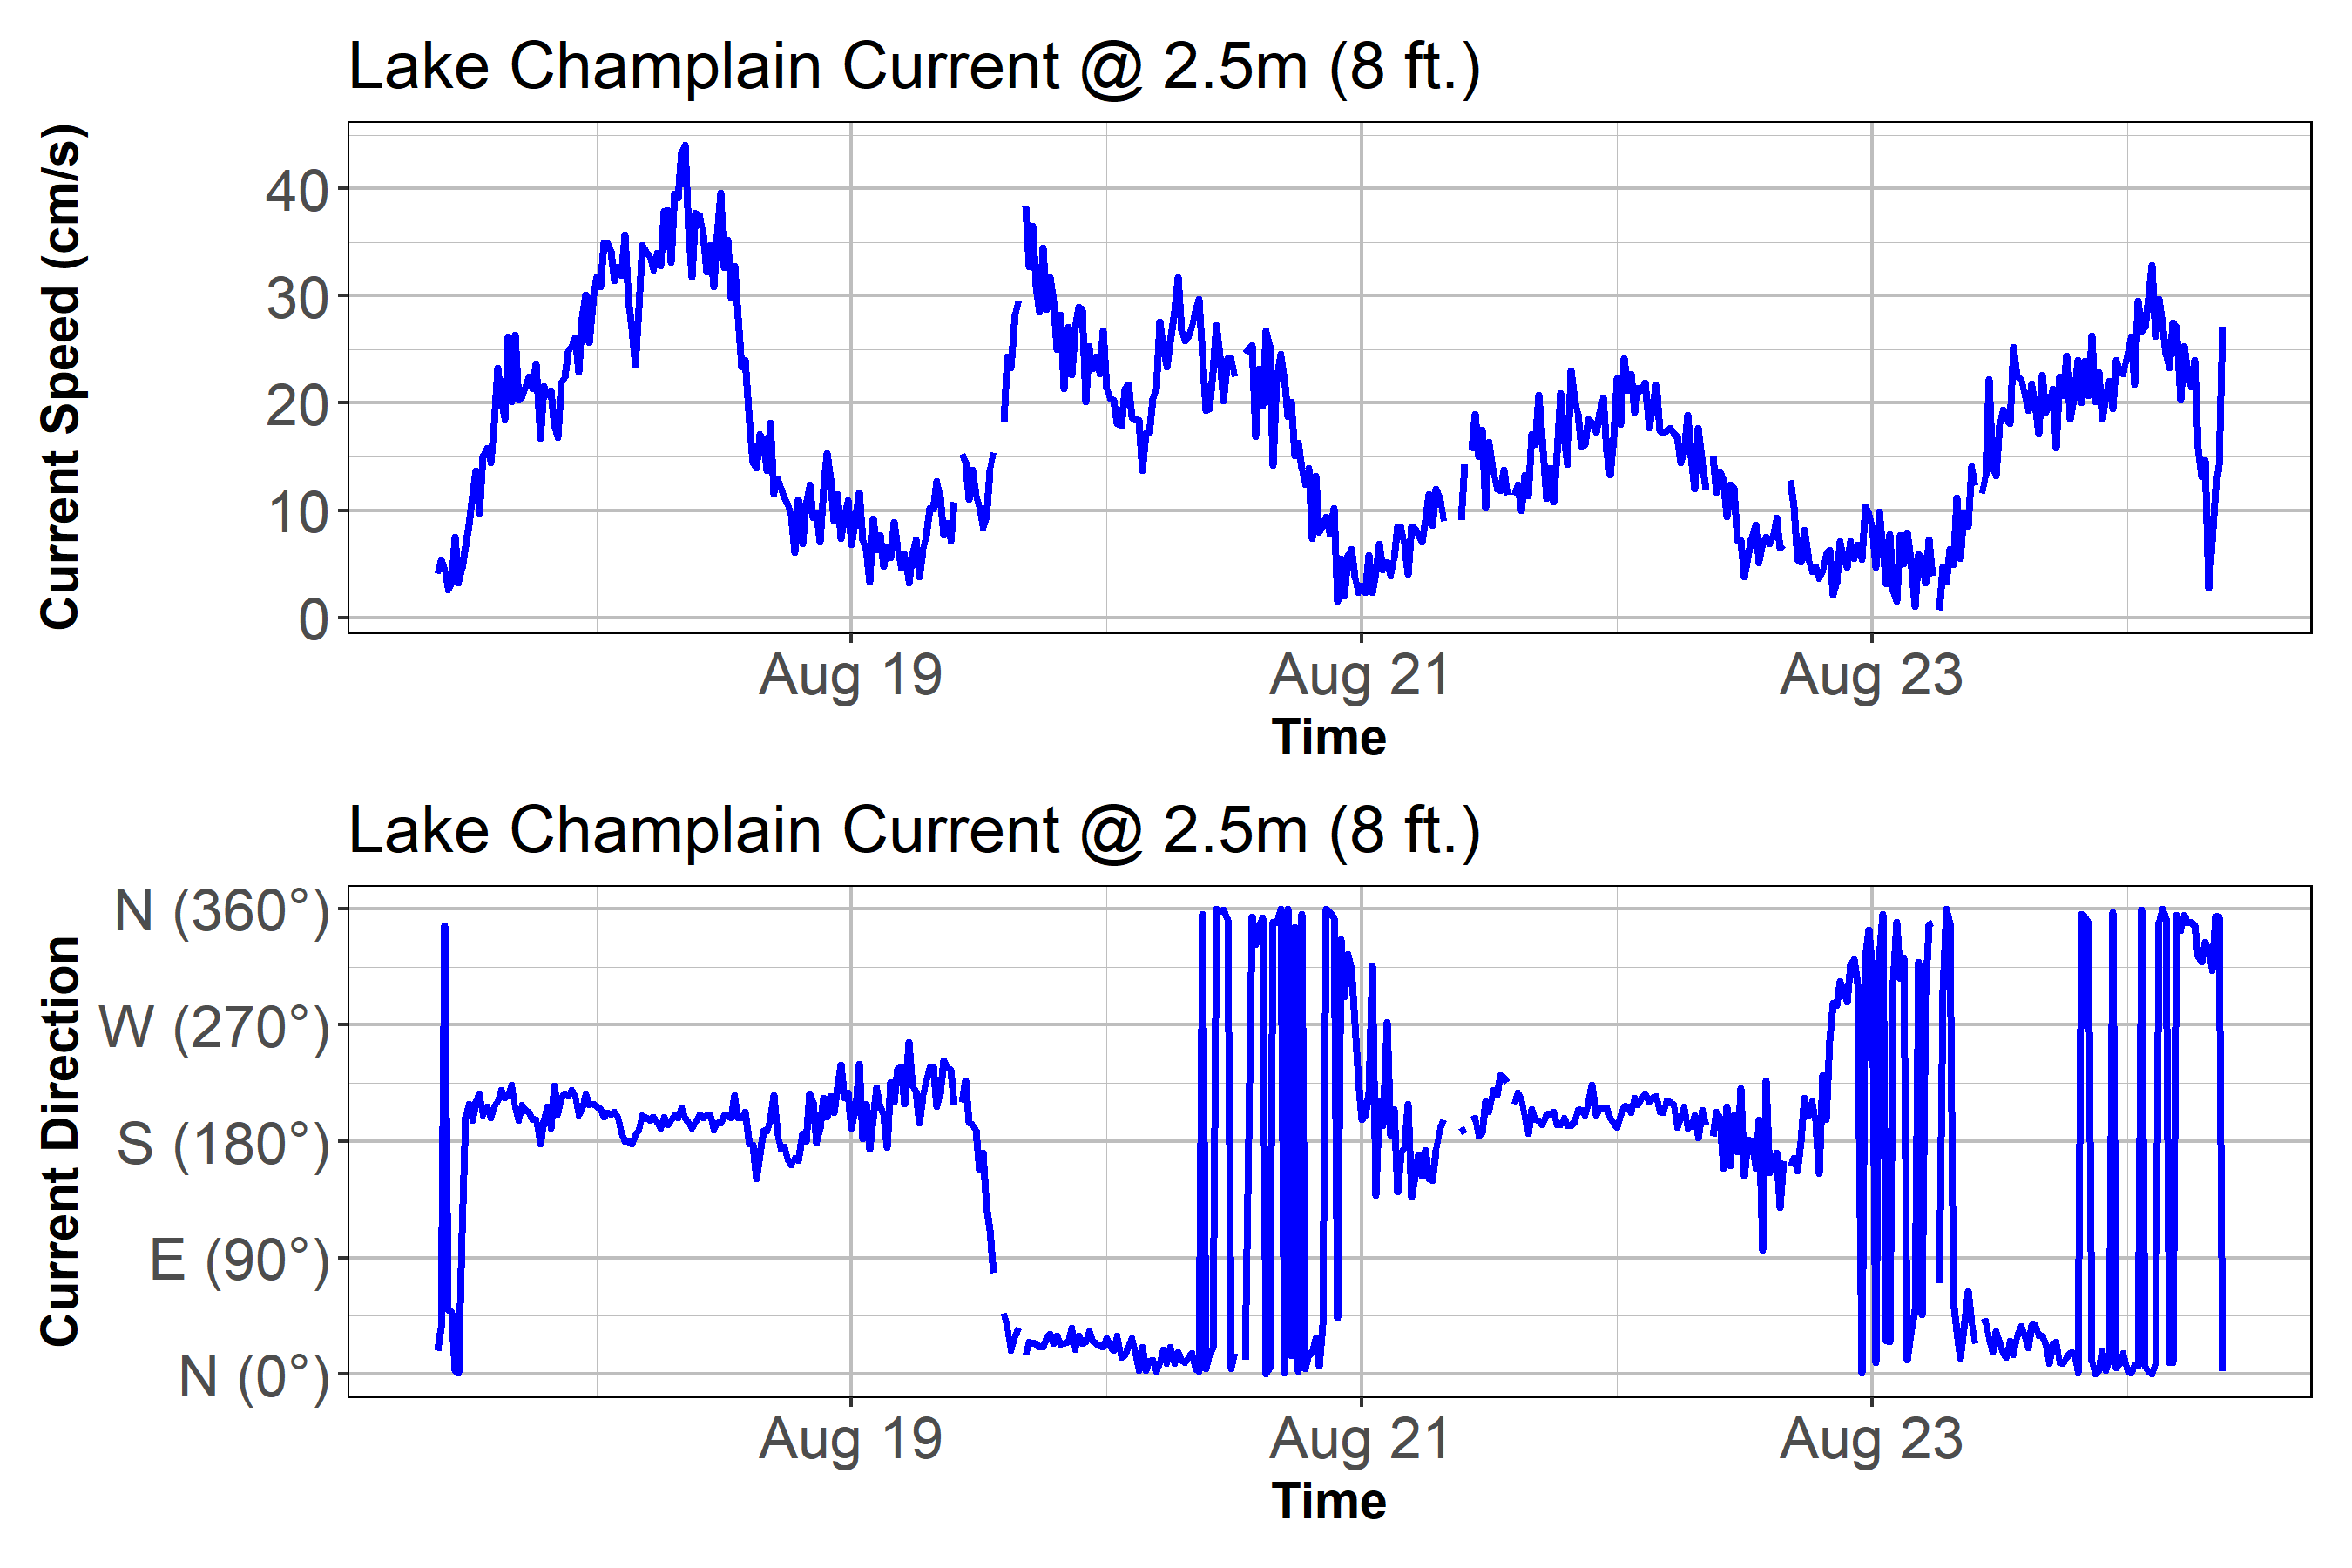 Lake Champlain Current @ 2.5m (8 ft.)
Current Speed (cm/s)
40
30
20
10
0
Aug 19
Aug 21
Aug 23
Time
Lake Champlain Current @ 2.5m (8 ft.)
Current Direction
N (360°)
W (270°)
S (180°)
E (90°)
N (0°)
Aug 19
Aug 21
Aug 23
Time